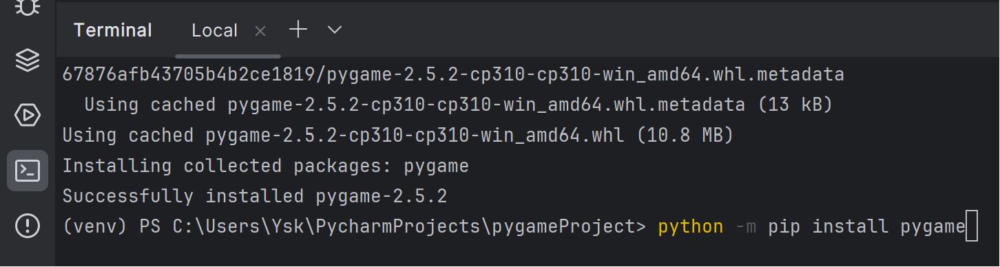 Terminal Local
67876afb43705b4b2ce1819/pygame-2.5.2-cp310-cp310-win_amd64.whl.metadata
  Using cached pygame-2.5.2-cp310-cp310-win_amd64.whl.metadata (13 kB)
Using cached pygame-2.5.2-cp310-cp310-win_amd64.whl (10.8 MB)
Installing collected packages: pygame
Successfully installed pygame-2.5.2
(venv) PS C:\Users\Ysk\PycharmProjects\pygameProject> python -m pip install pygame